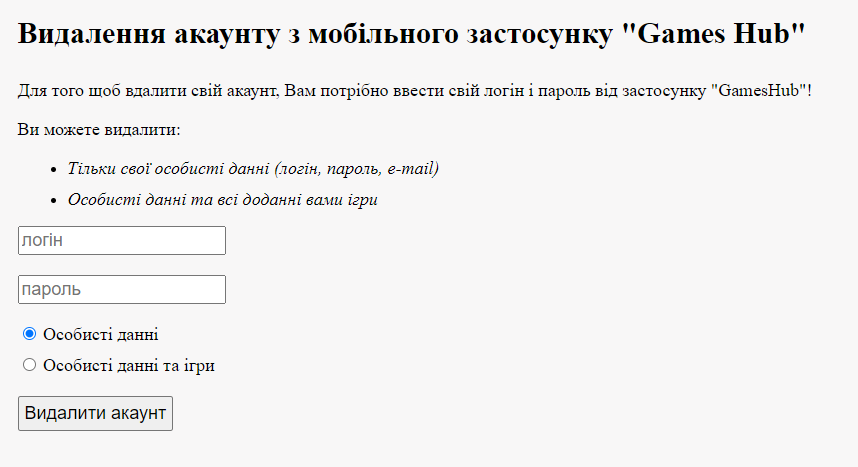 Видалення акаунту з мобільного застосунку "Games Hub"
Для того щоб вдалити свій акаунт, Вам потрібно ввести свій логін і пароль від застосунку "GamesHub"!
Ви можете видалити:
Тільки свої особисті данні (логін, пароль, e-mail)
Особисті данні та всі доданні вами ігри
логін
пароль
Особисті данні
Особисті данні та ігри
Видалити акаунт